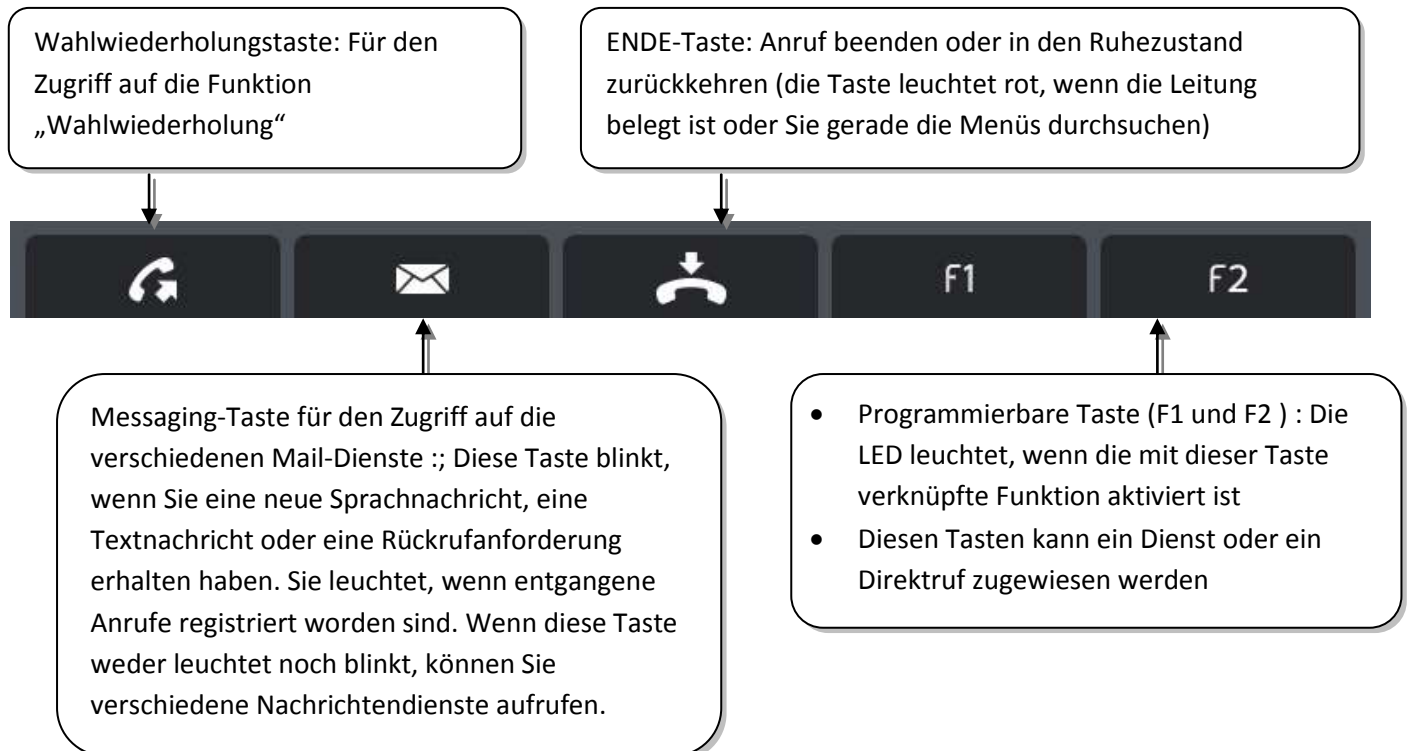 Wahlwiederholungstaste: Für den
Zugriff auf die Funktion
„Wahlwiederholung“
ENDE-Taste: Anruf beenden oder in den Ruhezustand
zurückkehren (die Taste leuchtet rot, wenn die Leitung
belegt ist oder Sie gerade die Menüs durchsuchen)
F1
F2
Messaging-Taste für den Zugriff auf die
verschiedenen Mail-Dienste :; Diese Taste blinkt,
wenn Sie eine neue Sprachnachricht, eine
Textnachricht oder eine Rückrufanforderung
erhalten haben. Sie leuchtet, wenn entgangene
Anrufe registriert worden sind. Wenn diese Taste
weder leuchtet noch blinkt, können Sie
verschiedene Nachrichtendienste aufrufen.
• Programmierbare Taste (F1 und F2 ) : Die
LED leuchtet, wenn die mit dieser Taste
verknüpfte Funktion aktiviert ist
• Diesen Tasten kann ein Dienst oder ein
Direktruf zugewiesen werden